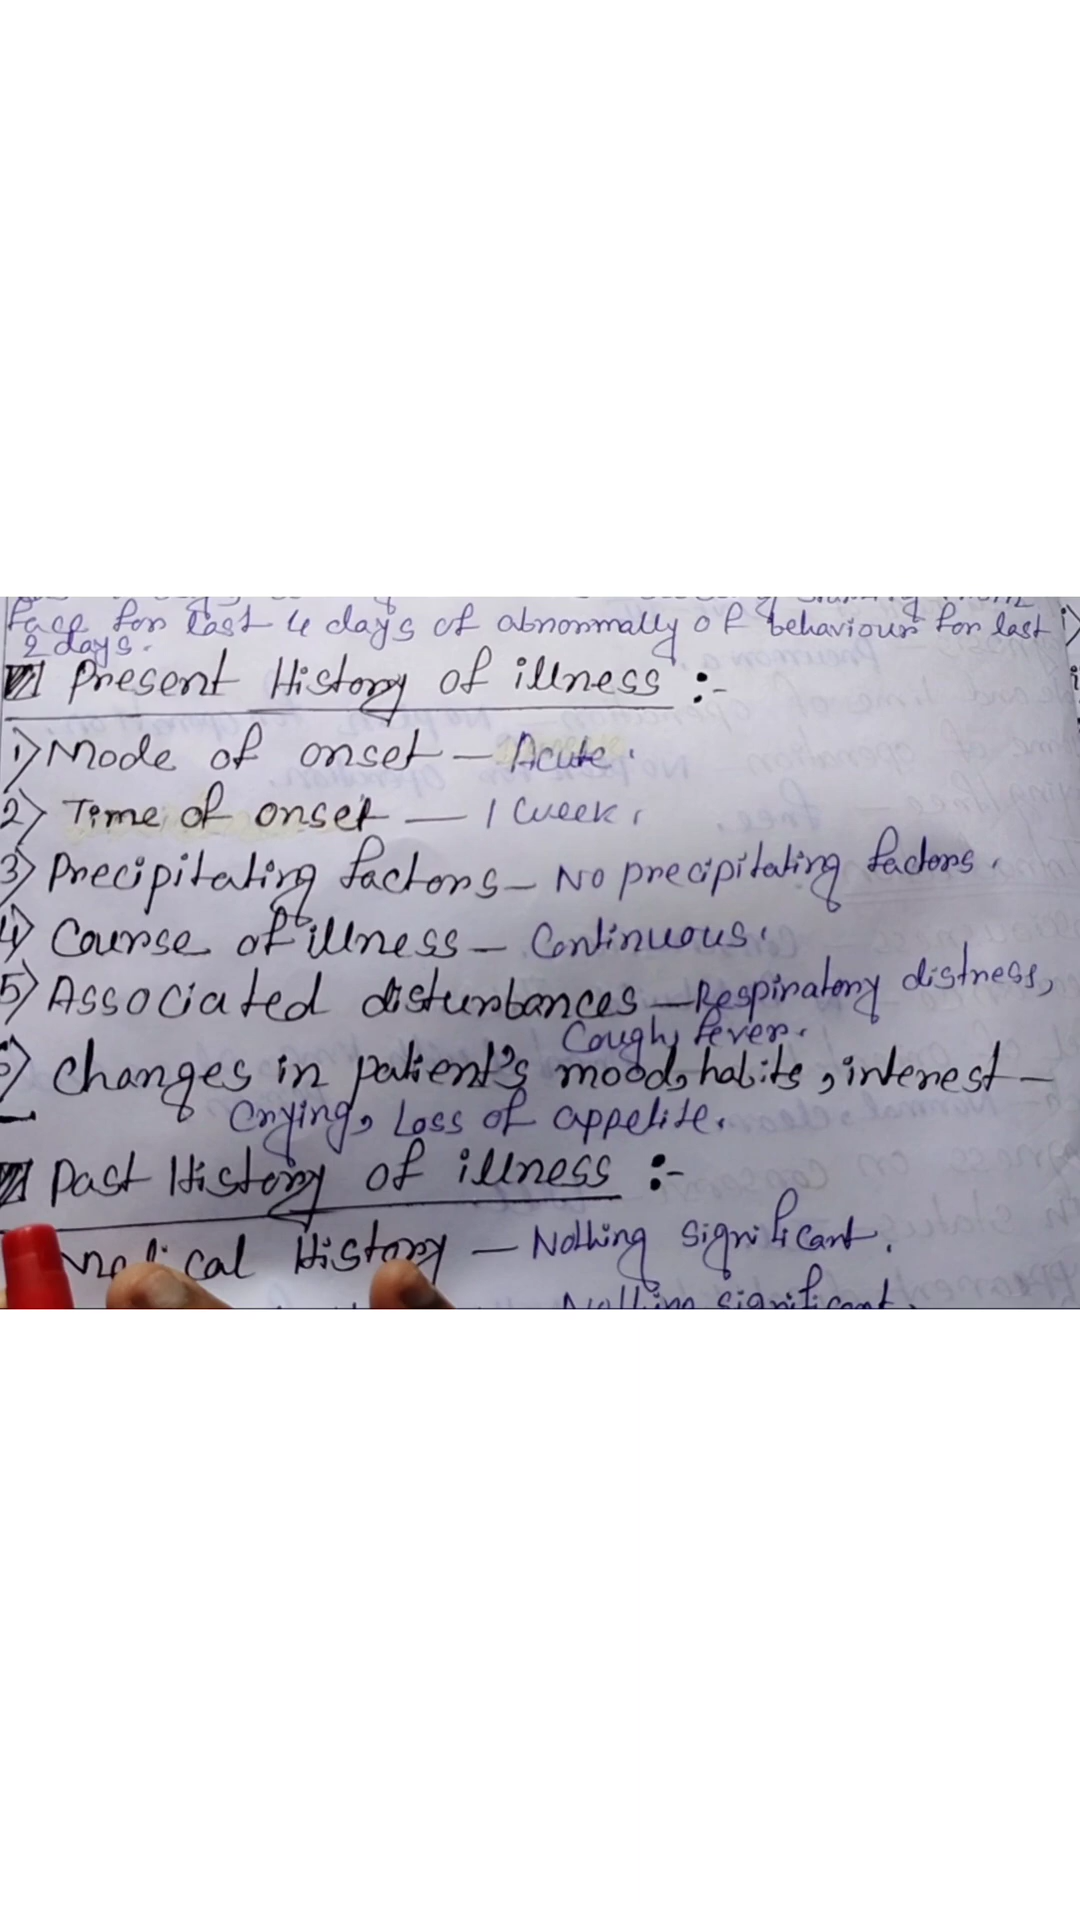 face for last 4 days of abnormally of behaviour for last
2 days.
Present History of illness :-
1) Mode of onset - Acute.
2) Time of onset - 1 week.
3) Precipitating factors - No precipitating factors.
4) Course of illness - Continuous.
5) Associated disturbances - Respiratory distress,
Cough, fever.
6) Changes in patient's mood, habits, interest -
Crying, Loss of appetite.
Past History of illness :-
Medical History - Nothing significant.
Nothing significant.